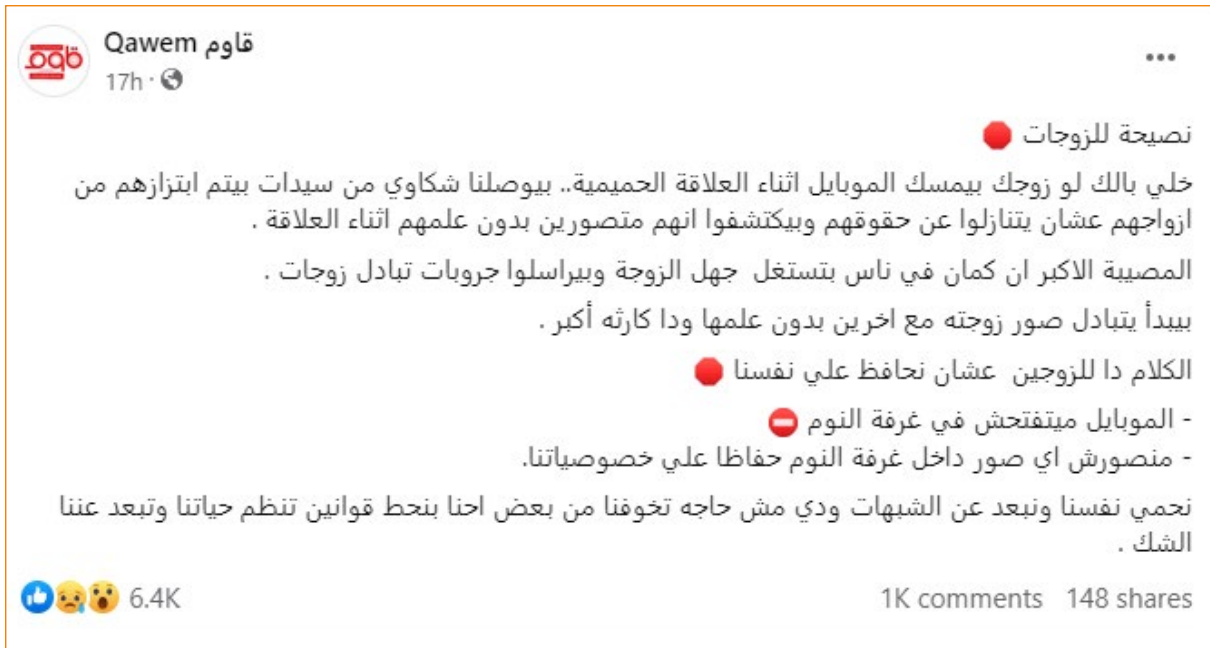 قاوم Qawem
17h
نصيحة للزوجات 🛑
خلي بالك لو زوجك بيمسك الموبايل اثناء العلاقة الحميمية.. بيوصلنا شكاوي من سيدات بيتم ابتزازهم من
ازواجهم عشان يتنازلوا عن حقوقهم وبيكتشفوا انهم متصورين بدون علمهم اثناء العلاقة .
المصيبة الاكبر ان كمان في ناس بتستغل جهل الزوجة وبيراسلوا جروبات تبادل زوجات .
بيبدأ يتبادل صور زوجته مع اخرين بدون علمها ودا كارثه أكبر .
الكلام دا للزوجين عشان نحافظ علي نفسنا 🛑
- الموبايل ميتفتحش في غرفة النوم ⛔
- منصورش اي صور داخل غرفة النوم حفاظا علي خصوصياتنا.
نحمي نفسنا ونبعد عن الشبهات ودي مش حاجه تخوفنا من بعض احنا بنحط قوانين تنظم حياتنا وتبعد عننا
الشك .
6.4K 1K comments 148 shares